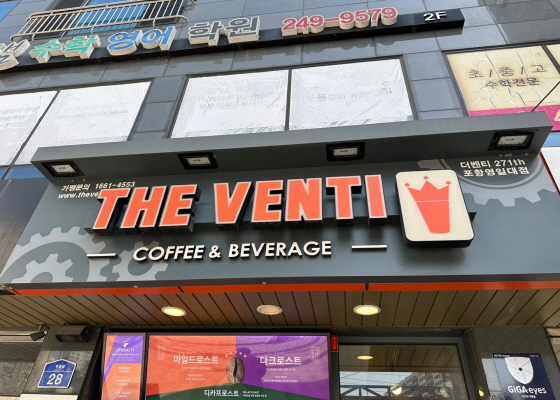 수학 영어 학원 249-9579 2F
초/중/고
수학전문
가맹문의 1661-4553
www.theve
THE VENTI
COFFEE & BEVERAGE
더벤티 271th
포항영일대점
마일드로스트
다크로스트
디카프로스트
28
GiGA eyes